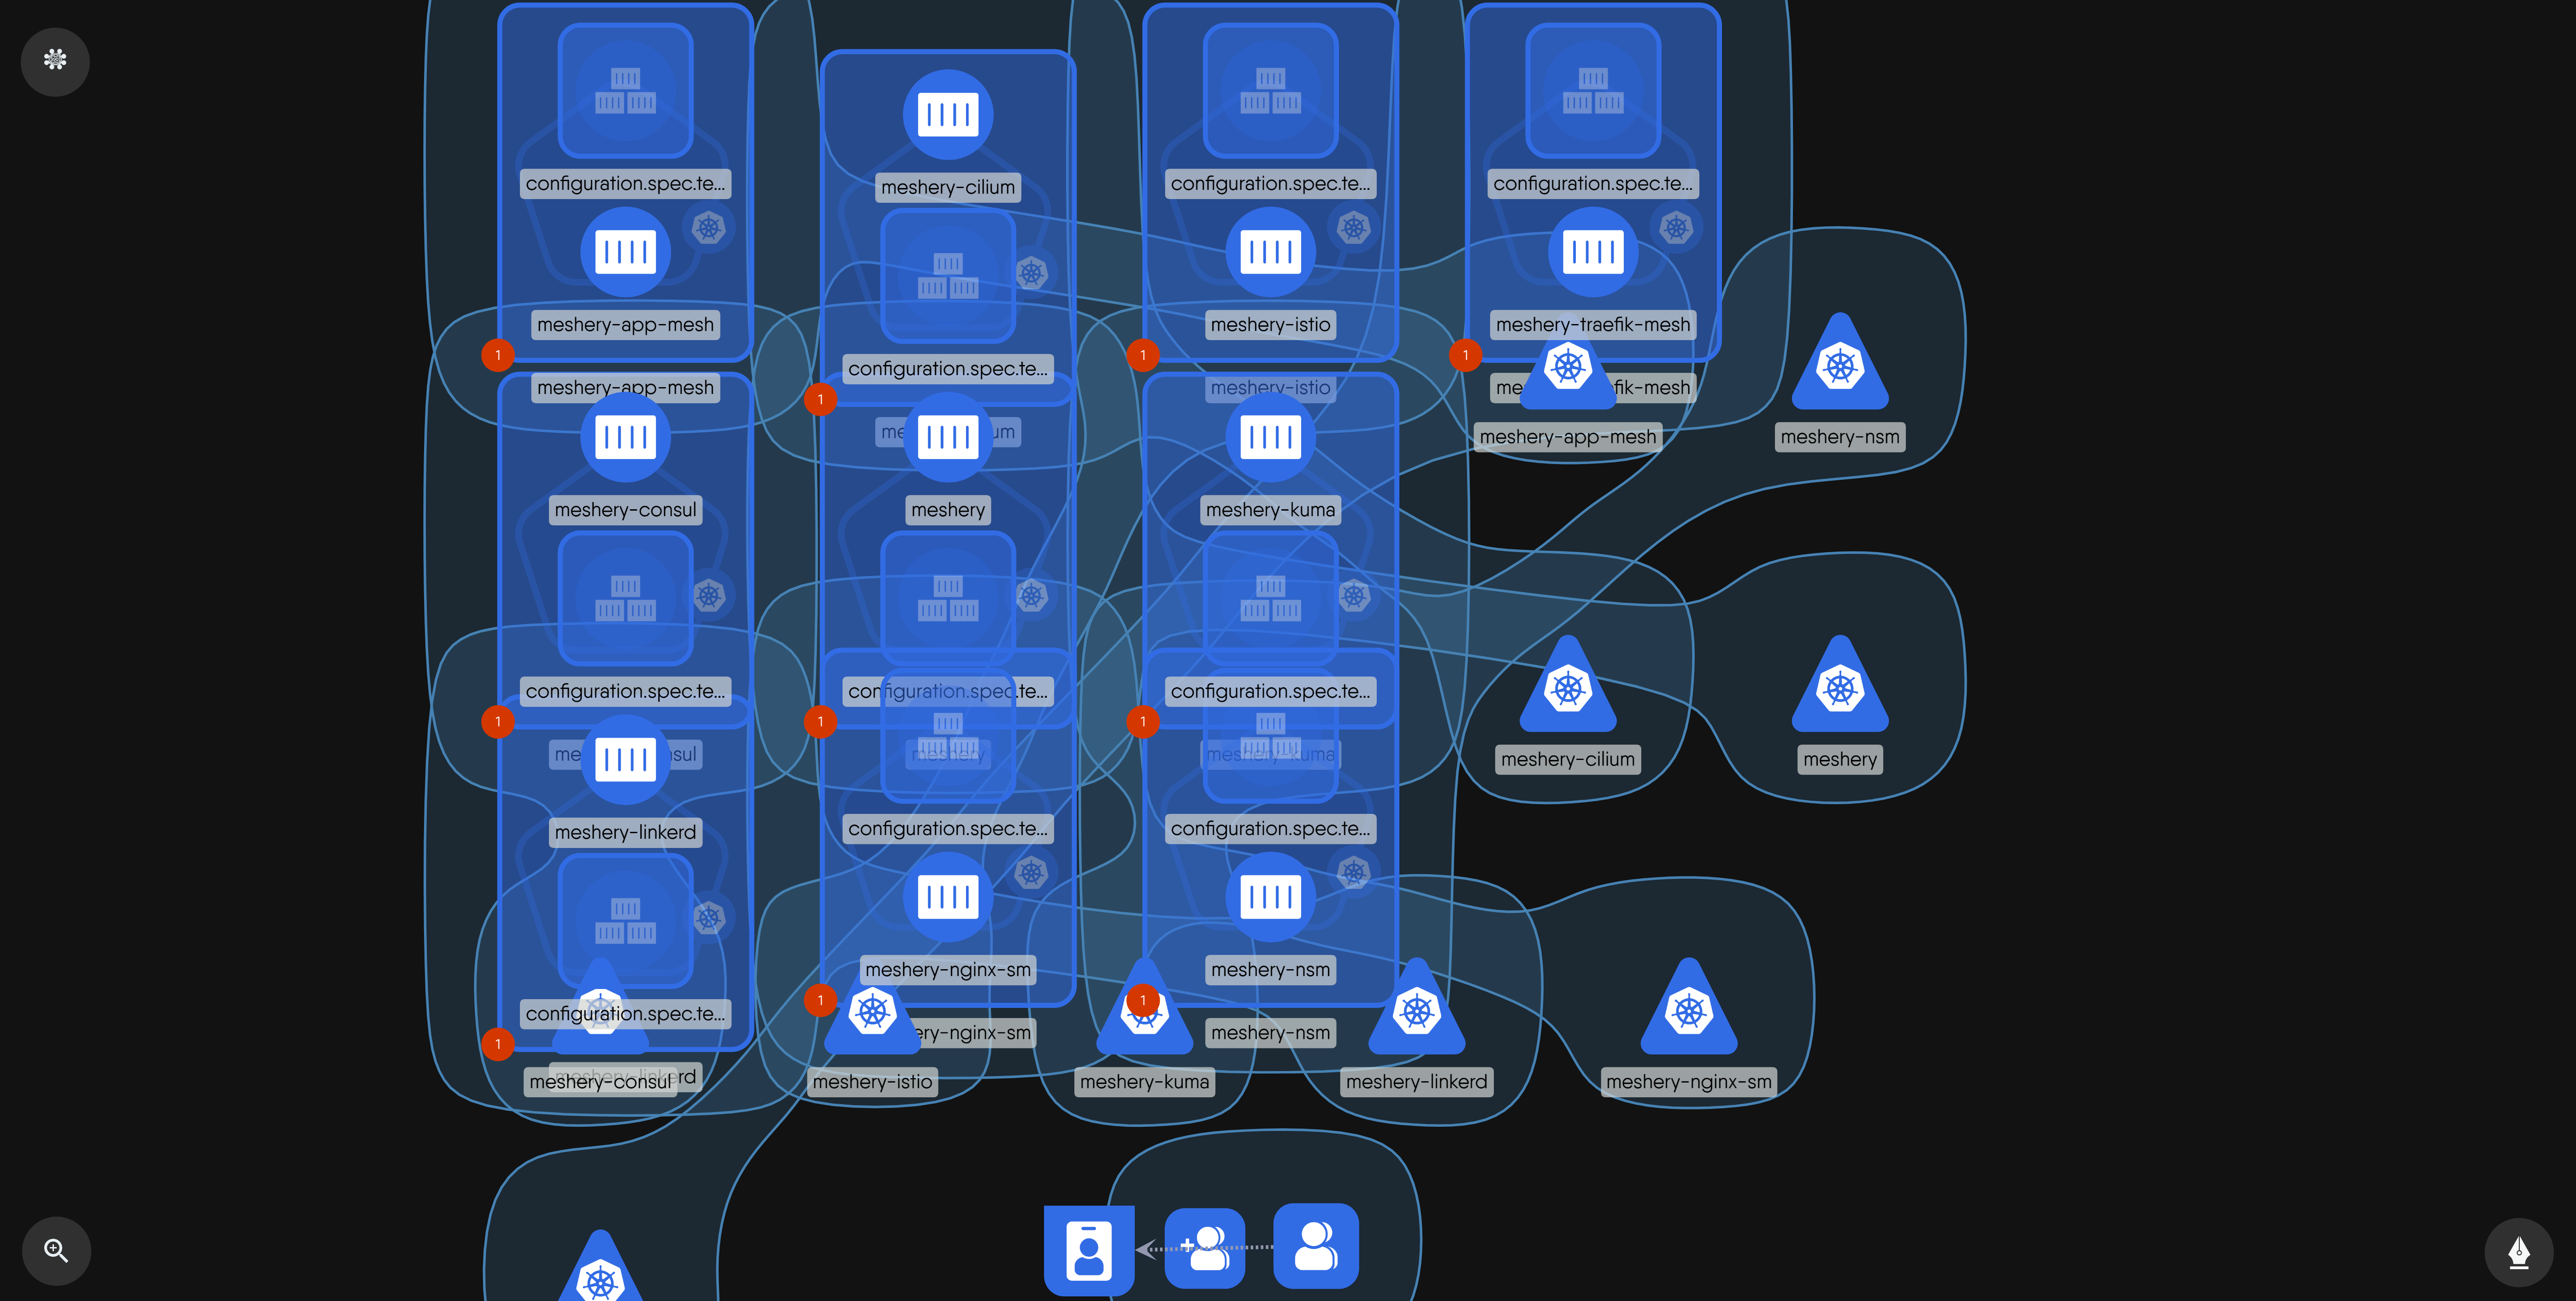 configuration.spec.te...
configuration.spec.te...
configuration.spec.te...
meshery-cilium
meshery-app-mesh
meshery-istio
meshery-traefik-mesh
configuration.spec.te...
1
1
1
1
meshery-app-mesh
meshery-istio
me
fik-mesh
me
um
meshery-app-mesh
meshery-nsm
meshery-consul
meshery
meshery-kuma
configuration.spec.te...
configuration.spec.te...
configuration.spec.te...
1
1
1
me
sul
meshery
meshery-kuma
meshery-cilium
meshery
meshery-linkerd
configuration.spec.te...
configuration.spec.te...
meshery-nginx-sm
meshery-nsm
configuration.spec.te...
1
1
1
ery-nginx-sm
meshery-nsm
meshery-linkerd
meshery-consul
meshery-istio
meshery-kuma
meshery-linkerd
meshery-nginx-sm